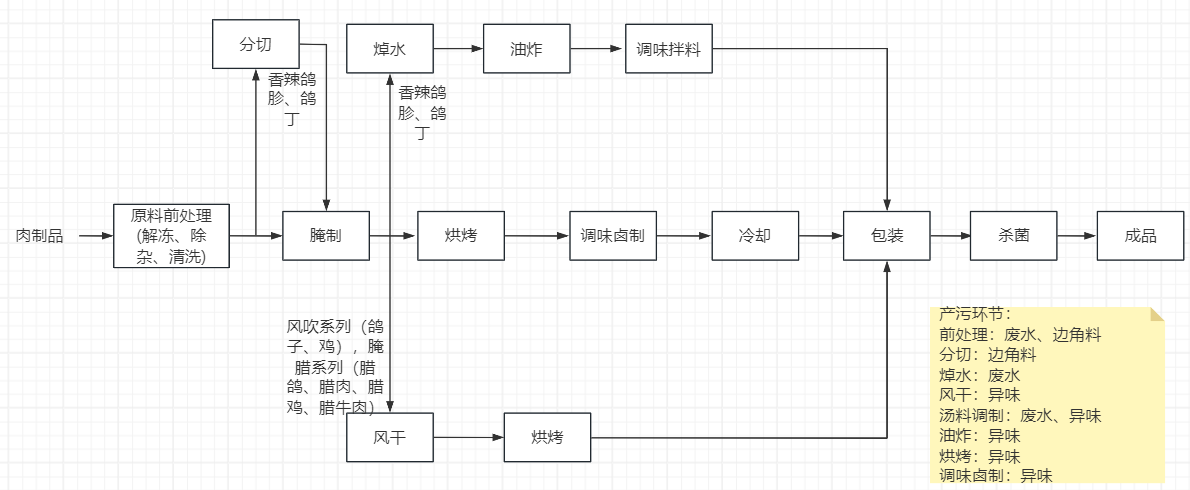 分切
香辣鸽
胗、鸽
丁
焯水
油炸
调味拌料
香辣鸽
胗、鸽
丁
肉制品
原料前处理
(解冻、除
杂、清洗)
腌制
烘烤
调味卤制
冷却
包装
杀菌
成品
风吹系列（鸽
子、鸡），腌
腊系列（腊
鸽、腊肉、腊
鸡、腊牛肉）
风干
烘烤
产污环节：
前处理：废水、边角料
分切：边角料
焯水：废水
风干：异味
汤料调制：废水、异味
油炸：异味
烘烤：异味
调味卤制：异味